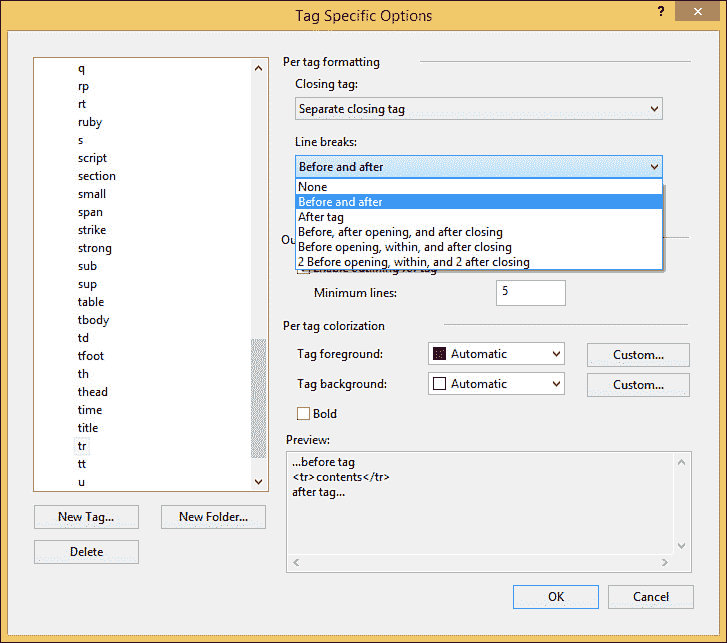 Tag Specific Options
?
q
rp
rt
ruby
s
script
section
small
span
strike
strong
sub
sup
table
tbody
td
tfoot
th
thead
time
title
tr
tt
u
New Tag...
New Folder...
Delete
Per tag formatting
Closing tag:
Separate closing tag
Line breaks:
Before and after
None
Before and after
After tag
Before, after opening, and after closing
Before opening, within, and after closing
2 Before opening, within, and 2 after closing
Minimum lines:
5
Per tag colorization
Tag foreground:
Automatic
Custom...
Tag background:
Automatic
Custom...
Bold
Preview:
...before tag
<tr>contents</tr>
after tag...
OK
Cancel